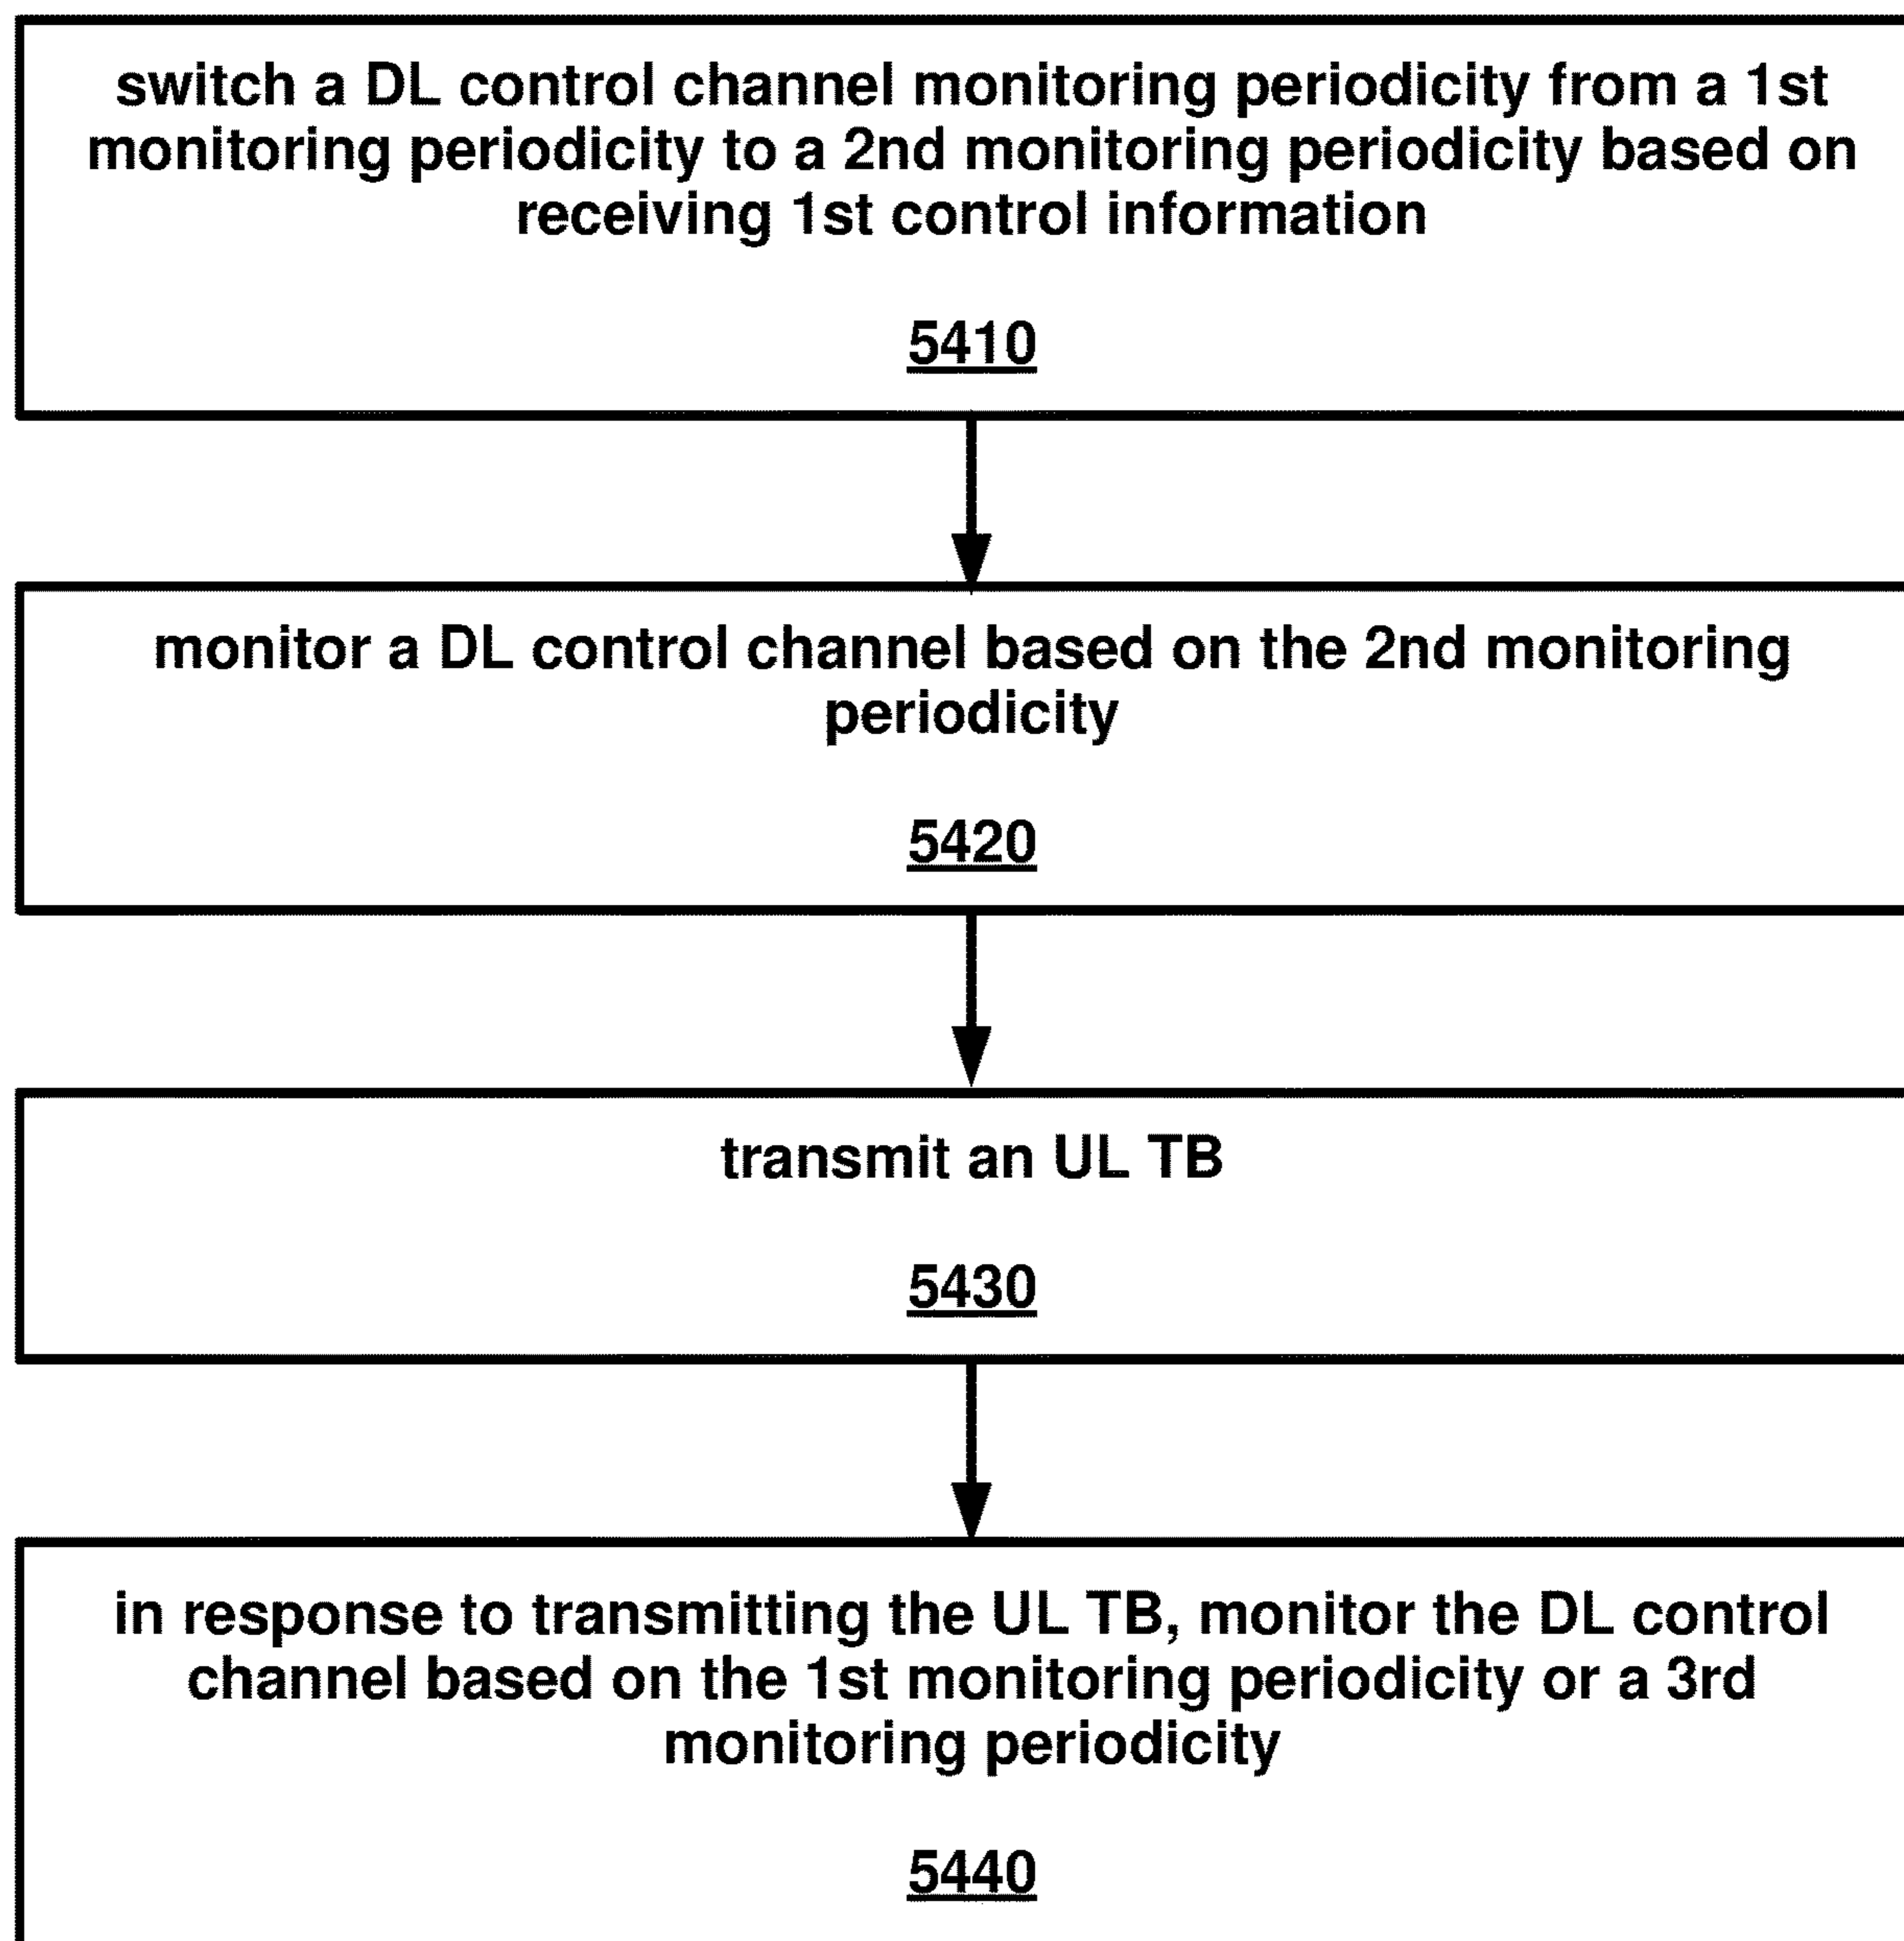 switch a DL control channel monitoring periodicity from a 1st
monitoring periodicity to a 2nd monitoring periodicity based on
receiving 1st control information
5410
monitor a DL control channel based on the 2nd monitoring
periodicity
5420
transmit an UL TB
5430
in response to transmitting the UL TB, monitor the DL control
channel based on the 1st monitoring periodicity or a 3rd
monitoring periodicity
5440